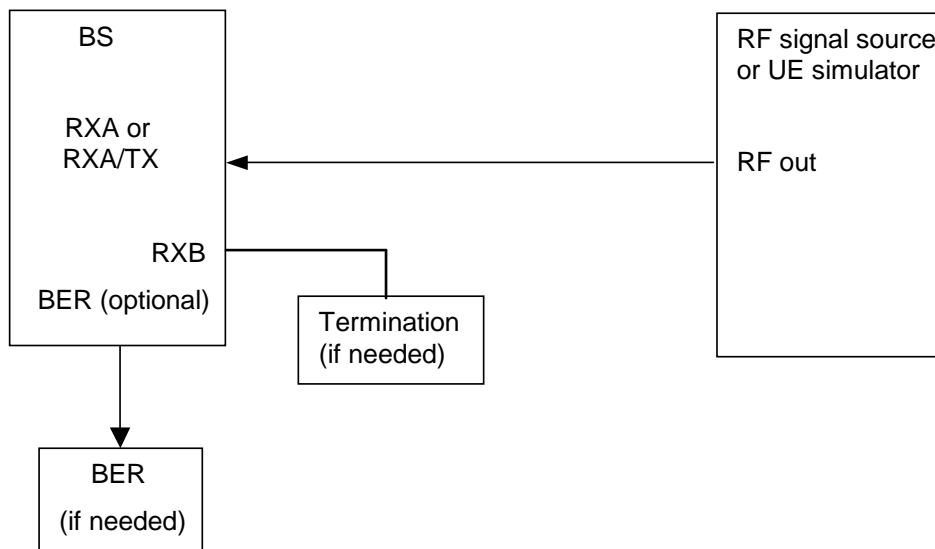 BS
RXA or
RXA/TX
RXB
BER (optional)
Termination
(if needed)
BER
(if needed)
RF signal source
or UE simulator
RF out